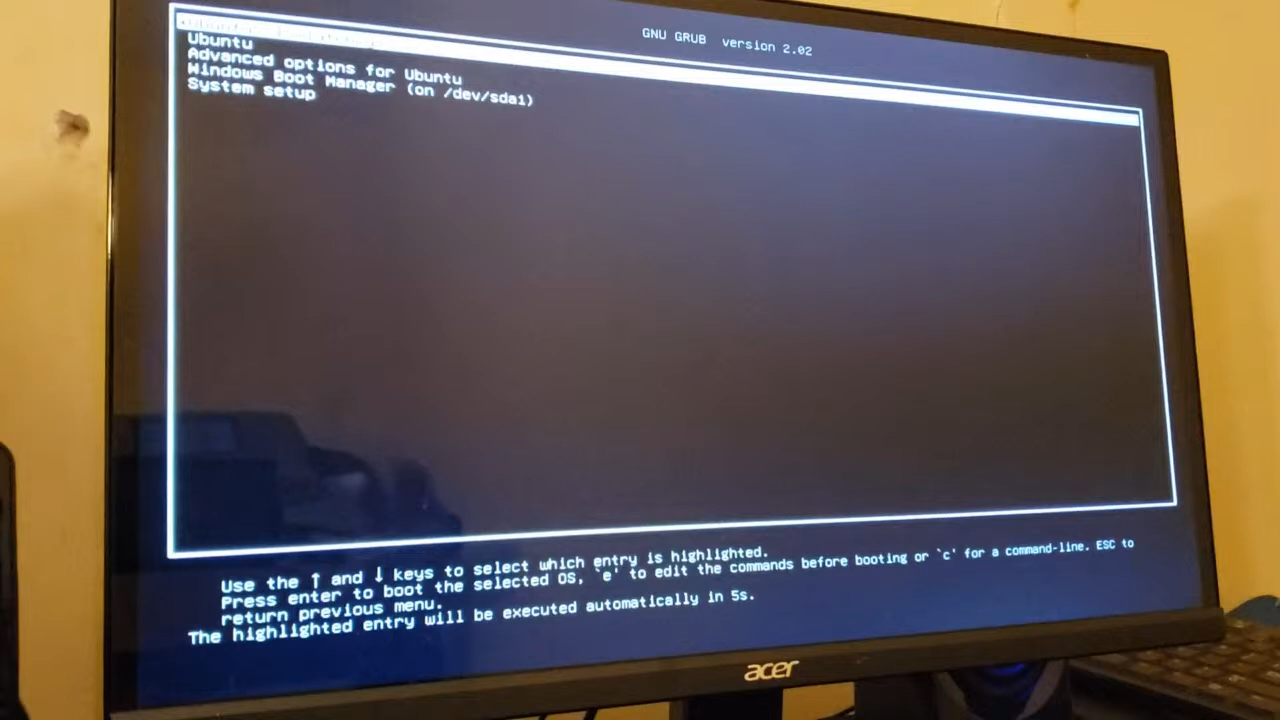 GNU GRUB version 2.02
Ubuntu
Advanced options for Ubuntu
Windows Boot Manager (on /dev/sda1)
System setup
Use the ↑ and ↓ keys to select which entry is highlighted.
Press enter to boot the selected OS, `e' to edit the commands before booting or `c' for a command-line. ESC to
return previous menu.
The highlighted entry will be executed automatically in 5s.
acer